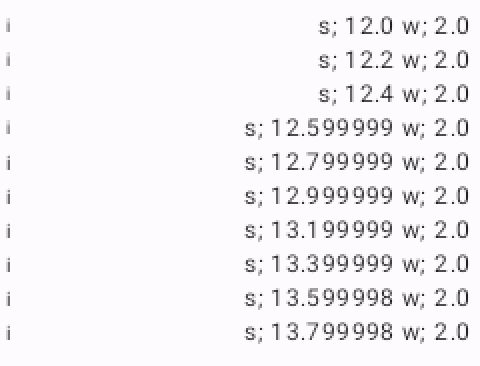 i s; 12.0 w; 2.0
i s; 12.2 w; 2.0
i s; 12.4 w; 2.0
i s; 12.599999 w; 2.0
i s; 12.799999 w; 2.0
i s; 12.999999 w; 2.0
i s; 13.199999 w; 2.0
i s; 13.399999 w; 2.0
i s; 13.599998 w; 2.0
i s; 13.799998 w; 2.0